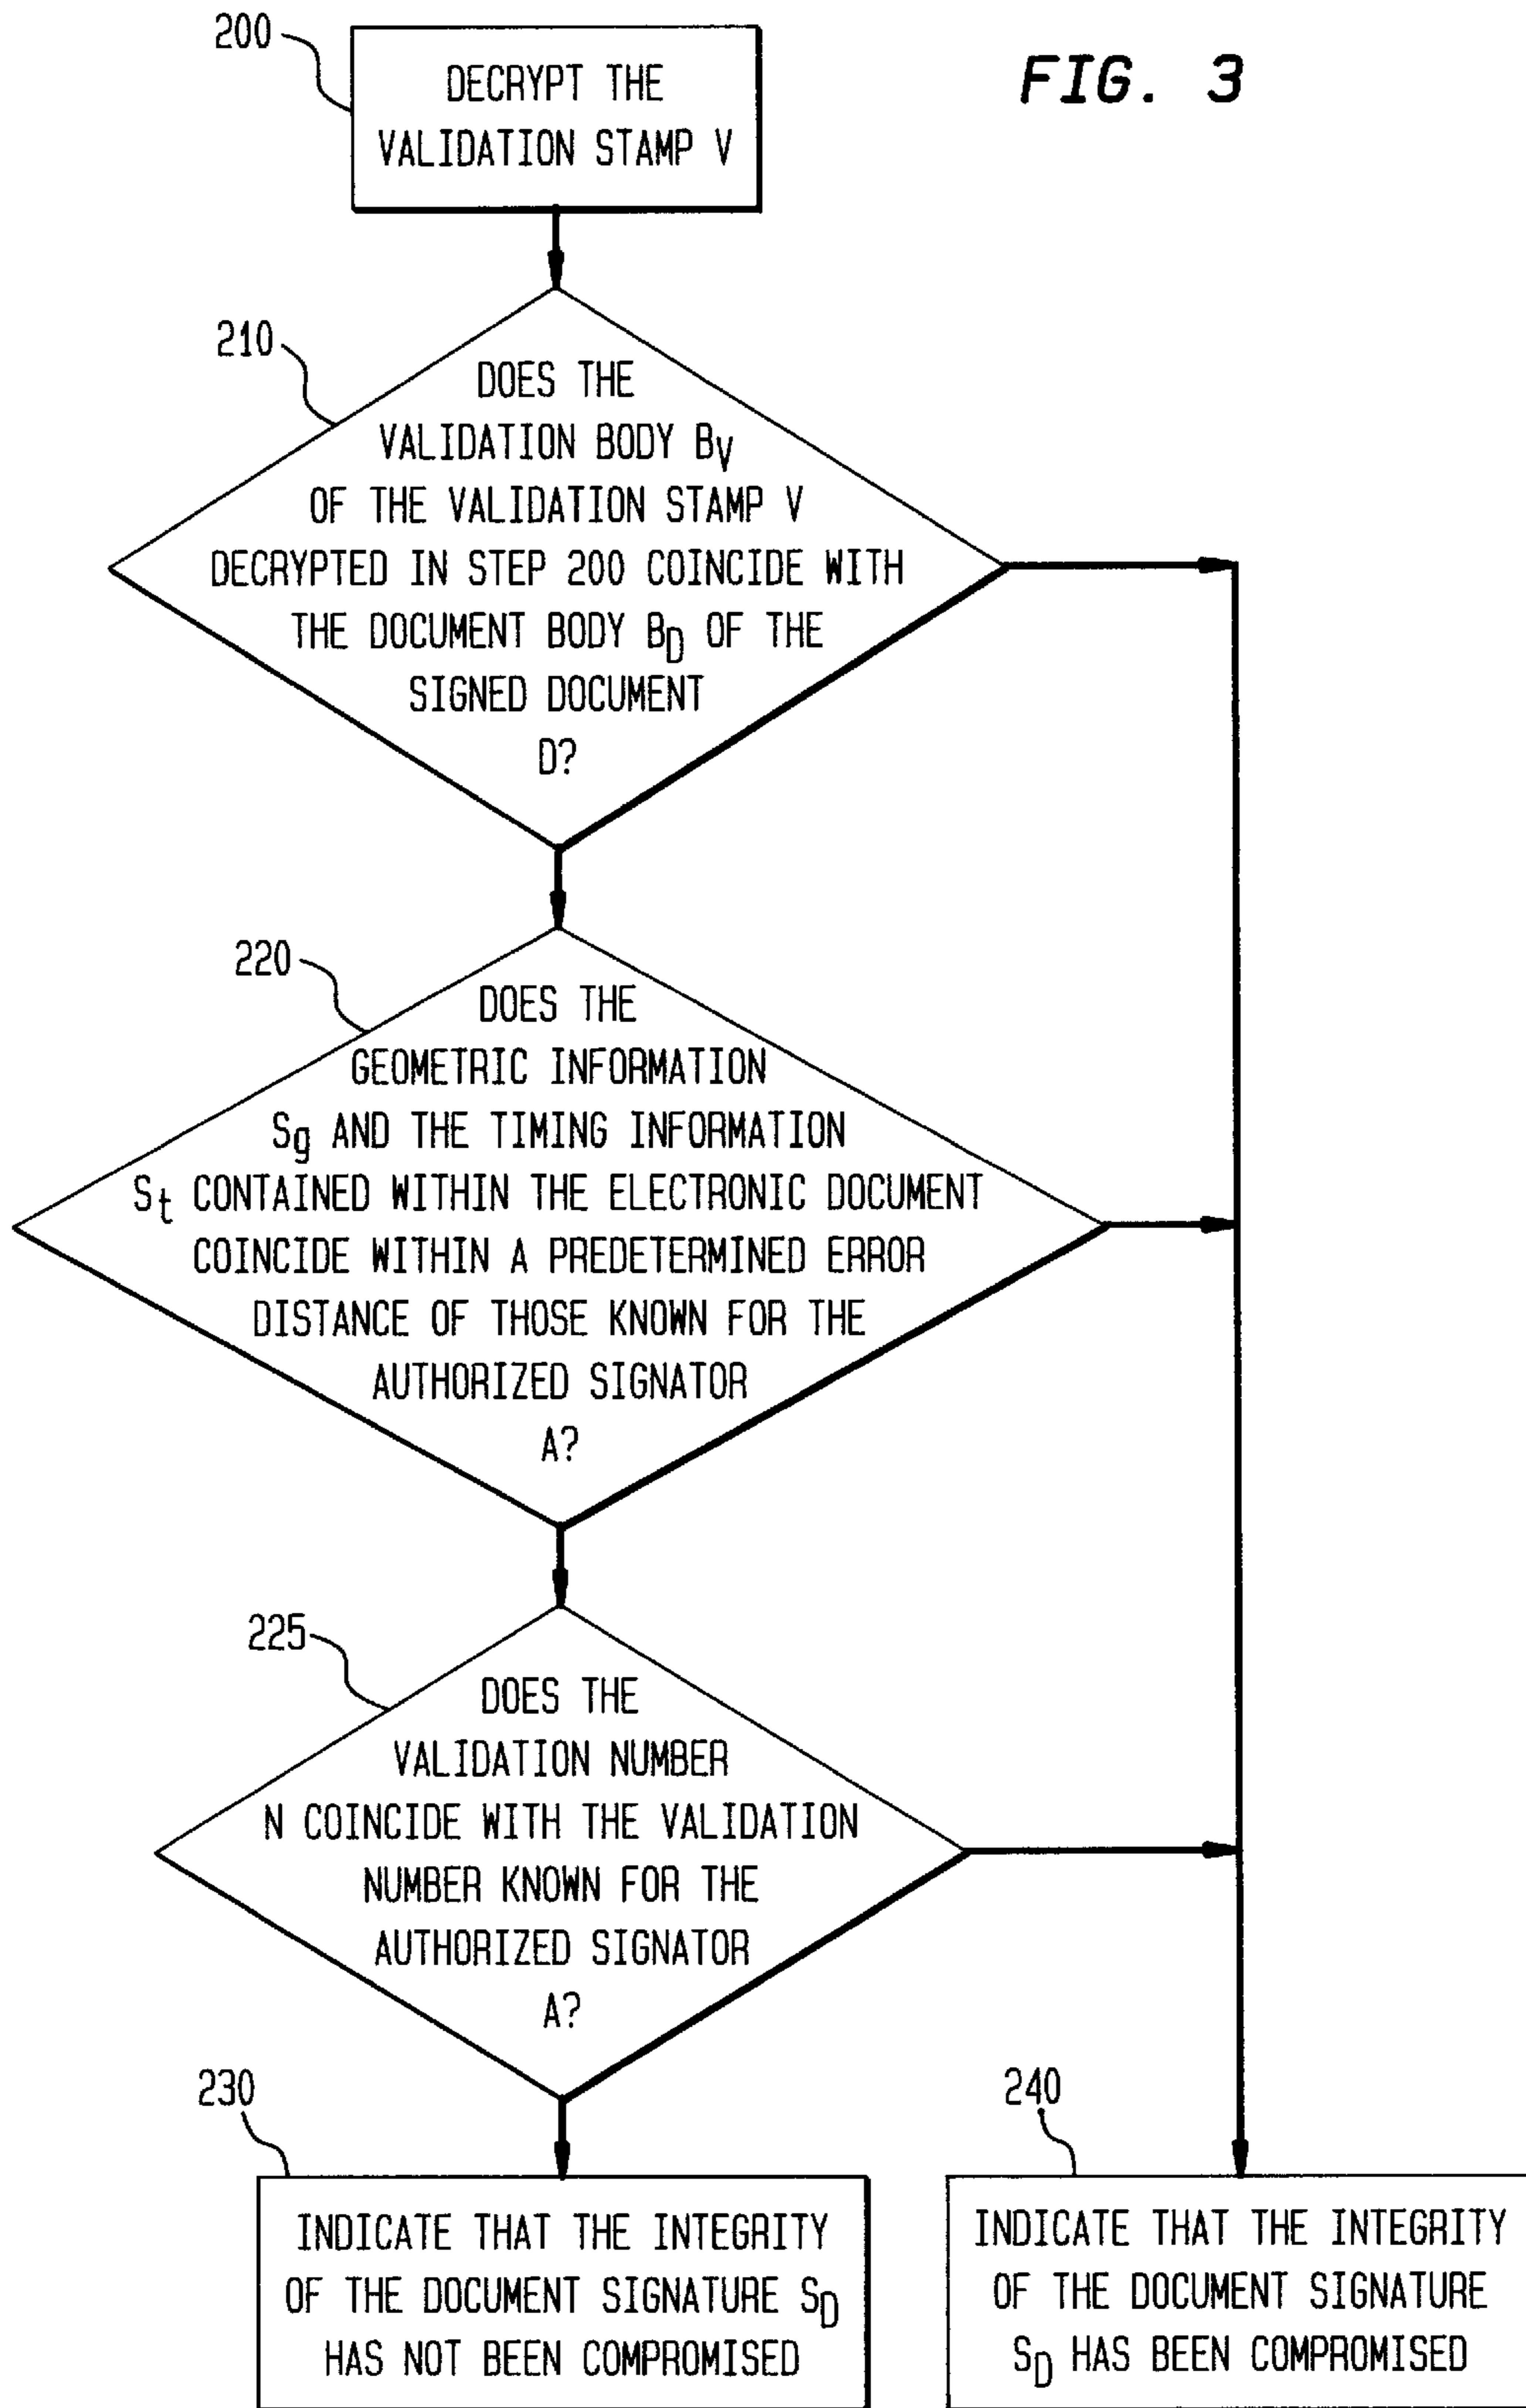 200
DECRYPT THE
VALIDATION STAMP V
FIG. 3
210
DOES THE
VALIDATION BODY BV
OF THE VALIDATION STAMP V
DECRYPTED IN STEP 200 COINCIDE WITH
THE DOCUMENT BODY BD OF THE
SIGNED DOCUMENT
D?
220
DOES THE
GEOMETRIC INFORMATION
Sg AND THE TIMING INFORMATION
St CONTAINED WITHIN THE ELECTRONIC DOCUMENT
COINCIDE WITHIN A PREDETERMINED ERROR
DISTANCE OF THOSE KNOWN FOR THE
AUTHORIZED SIGNATOR
A?
225
DOES THE
VALIDATION NUMBER
N COINCIDE WITH THE VALIDATION
NUMBER KNOWN FOR THE
AUTHORIZED SIGNATOR
A?
230
INDICATE THAT THE INTEGRITY
OF THE DOCUMENT SIGNATURE SD
HAS NOT BEEN COMPROMISED
240
INDICATE THAT THE INTEGRITY
OF THE DOCUMENT SIGNATURE
SD HAS BEEN COMPROMISED